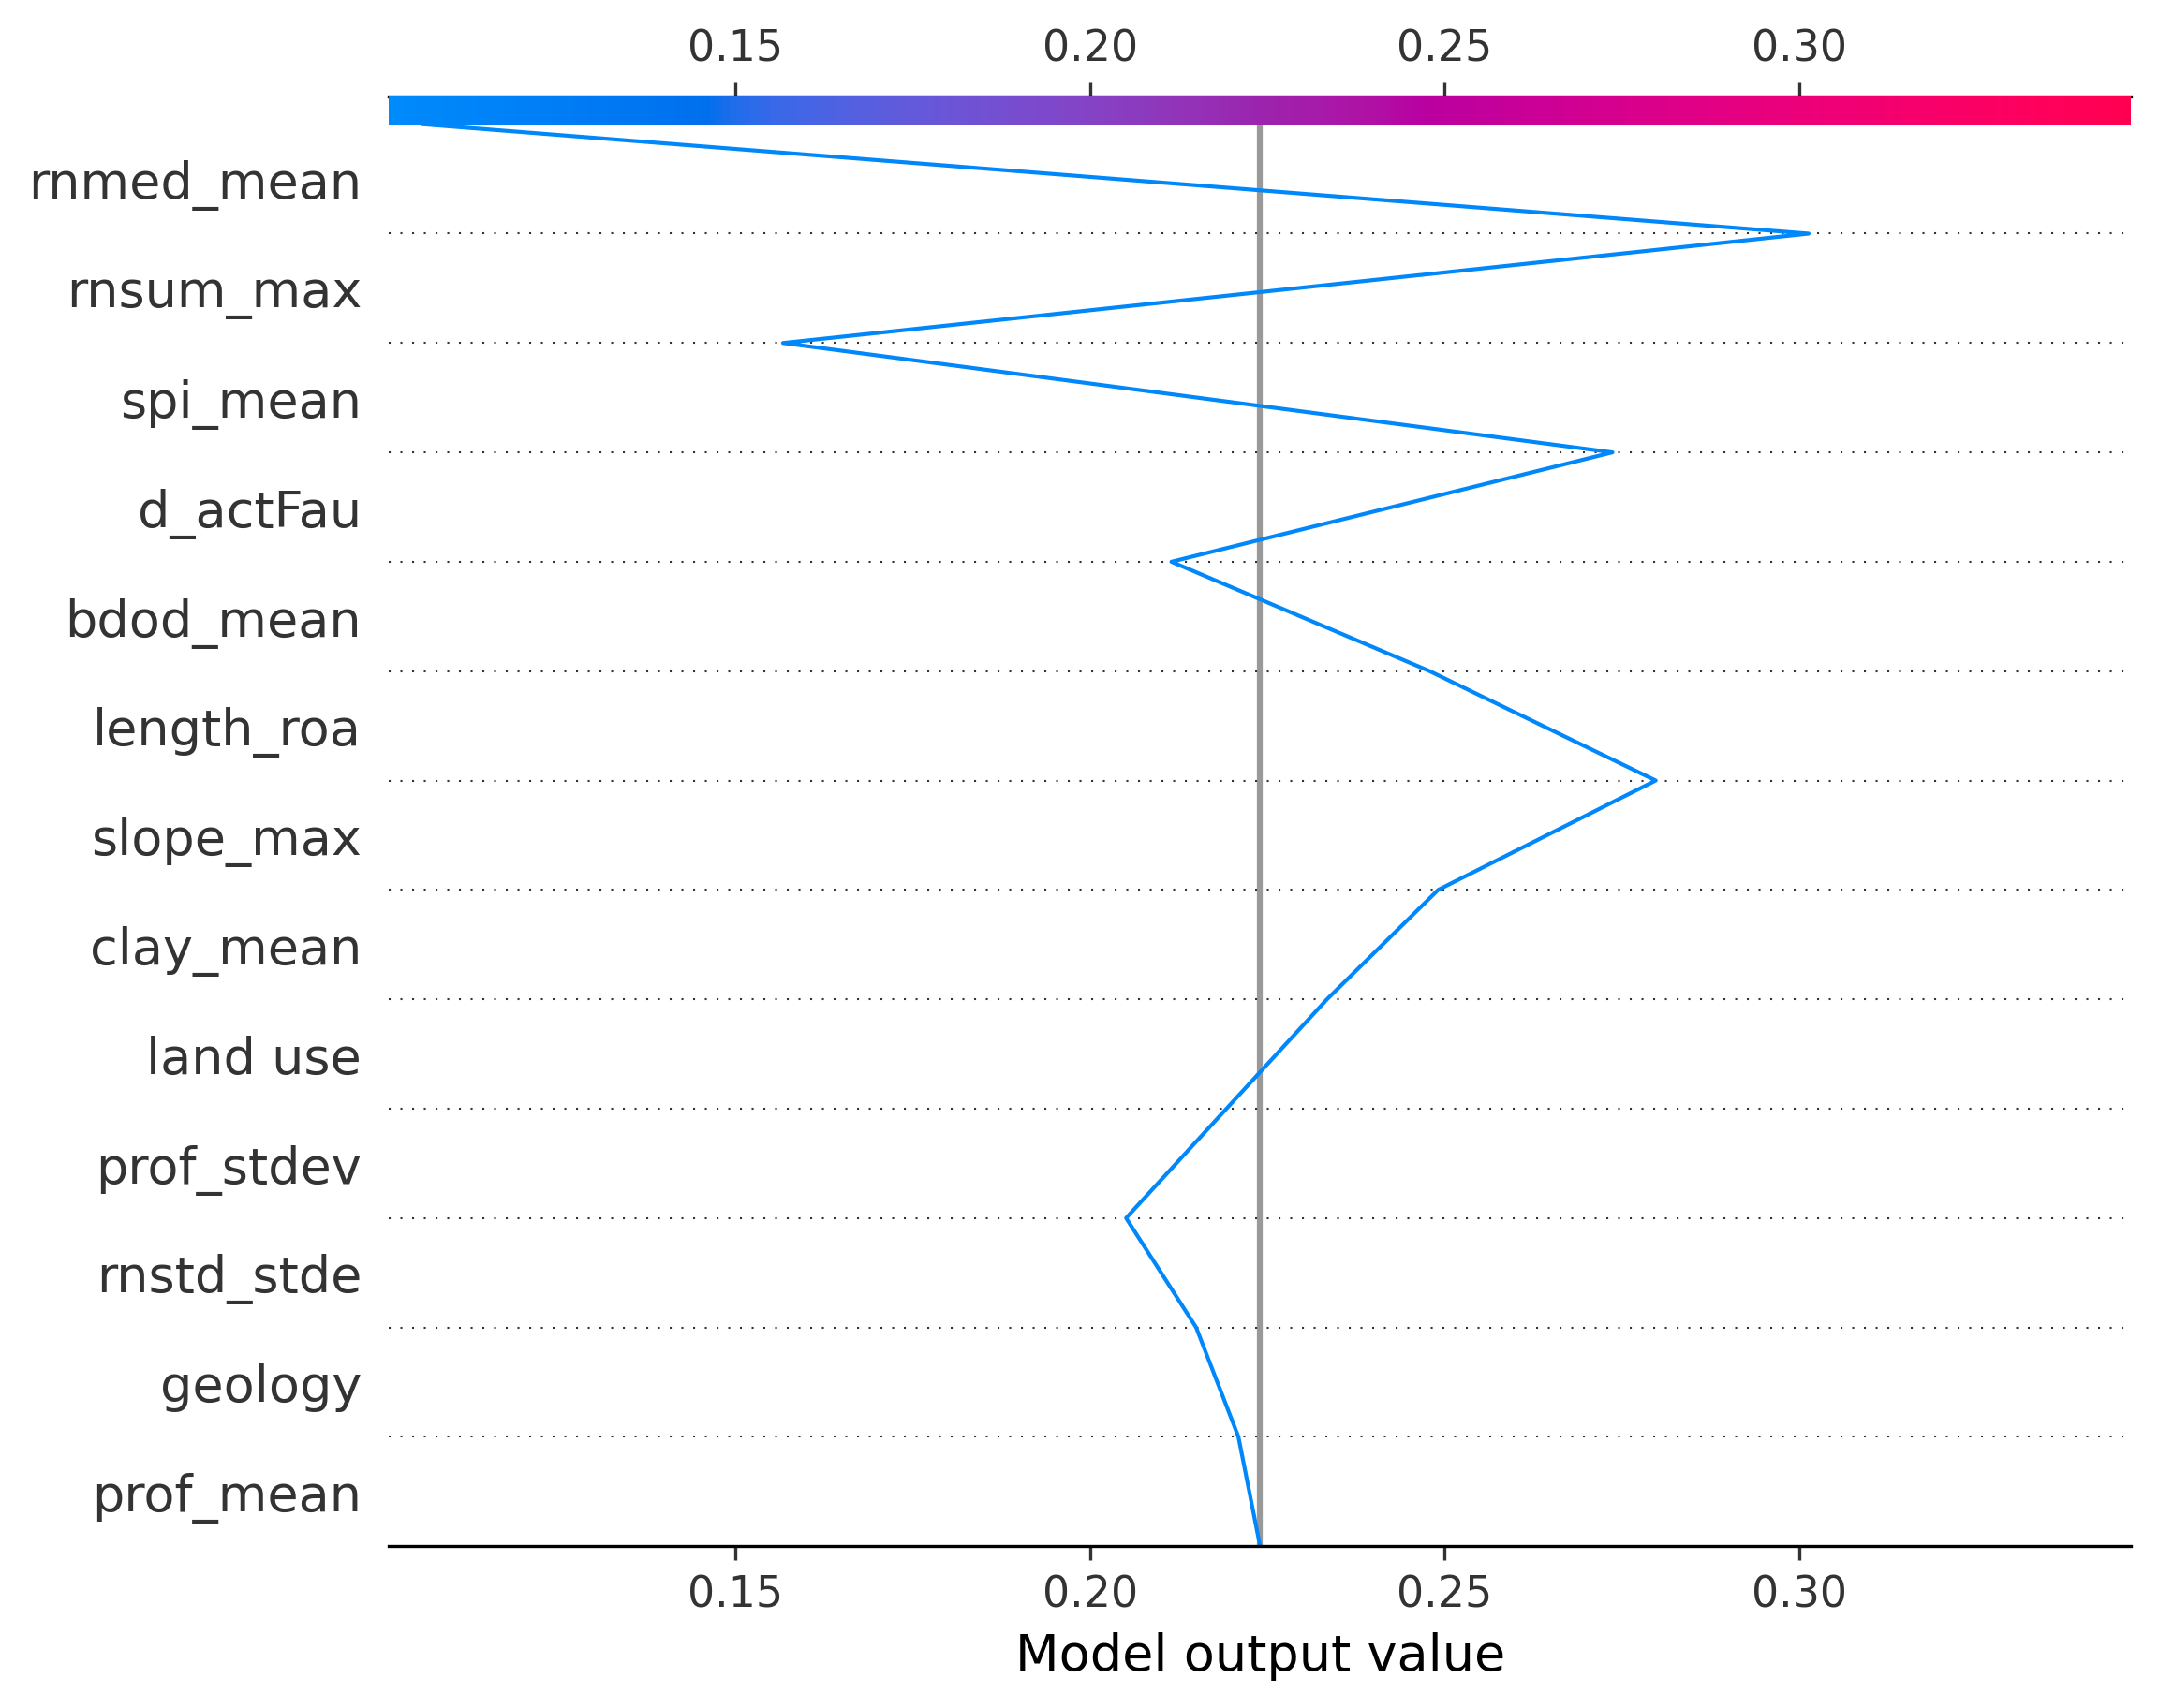 0.15 0.20 0.25 0.30
rnmed_mean
rnsum_max
spi_mean
d_actFau
bdod_mean
length_roa
slope_max
clay_mean
land use
prof_stdev
rnstd_stde
geology
prof_mean
0.15 0.20 0.25 0.30
Model output value